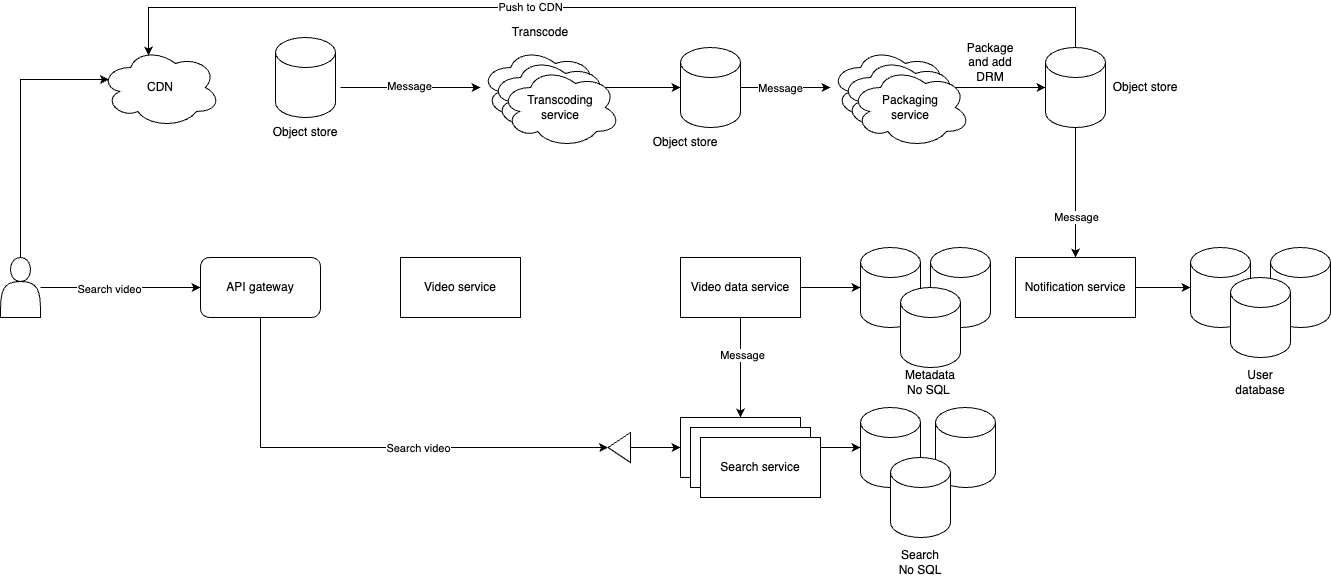 Push to CDN
Transcode
Package
and add
DRM
CDN
Message
Transcoding
service
Message
Packaging
service
Object store
Object store
Object store
Message
Search video
API gateway
Video service
Video data service
Notification service
Message
Metadata
No SQL
User
database
Search video
Search service
Search
No SQL